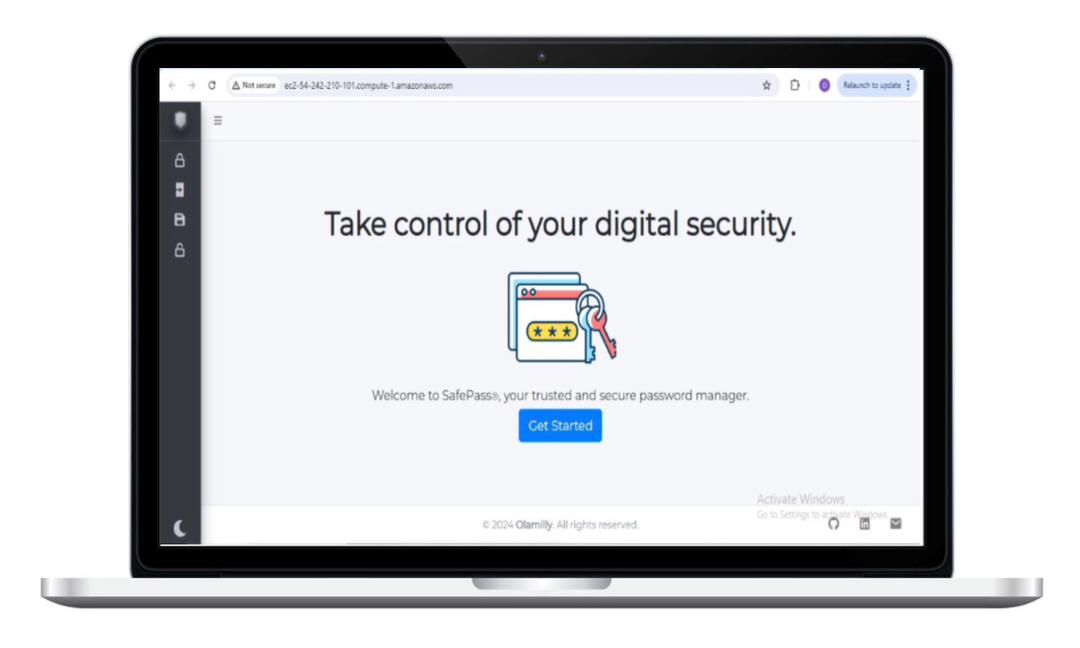 Not secure ec2-54-242-210-101.compute-1.amazonaws.com Relaunch to update
Take control of your digital security.
***
Welcome to SafePass®, your trusted and secure password manager.
Get Started
Activate Windows
Go to Settings to activate Windows.
© 2024 Olamilly. All rights reserved.